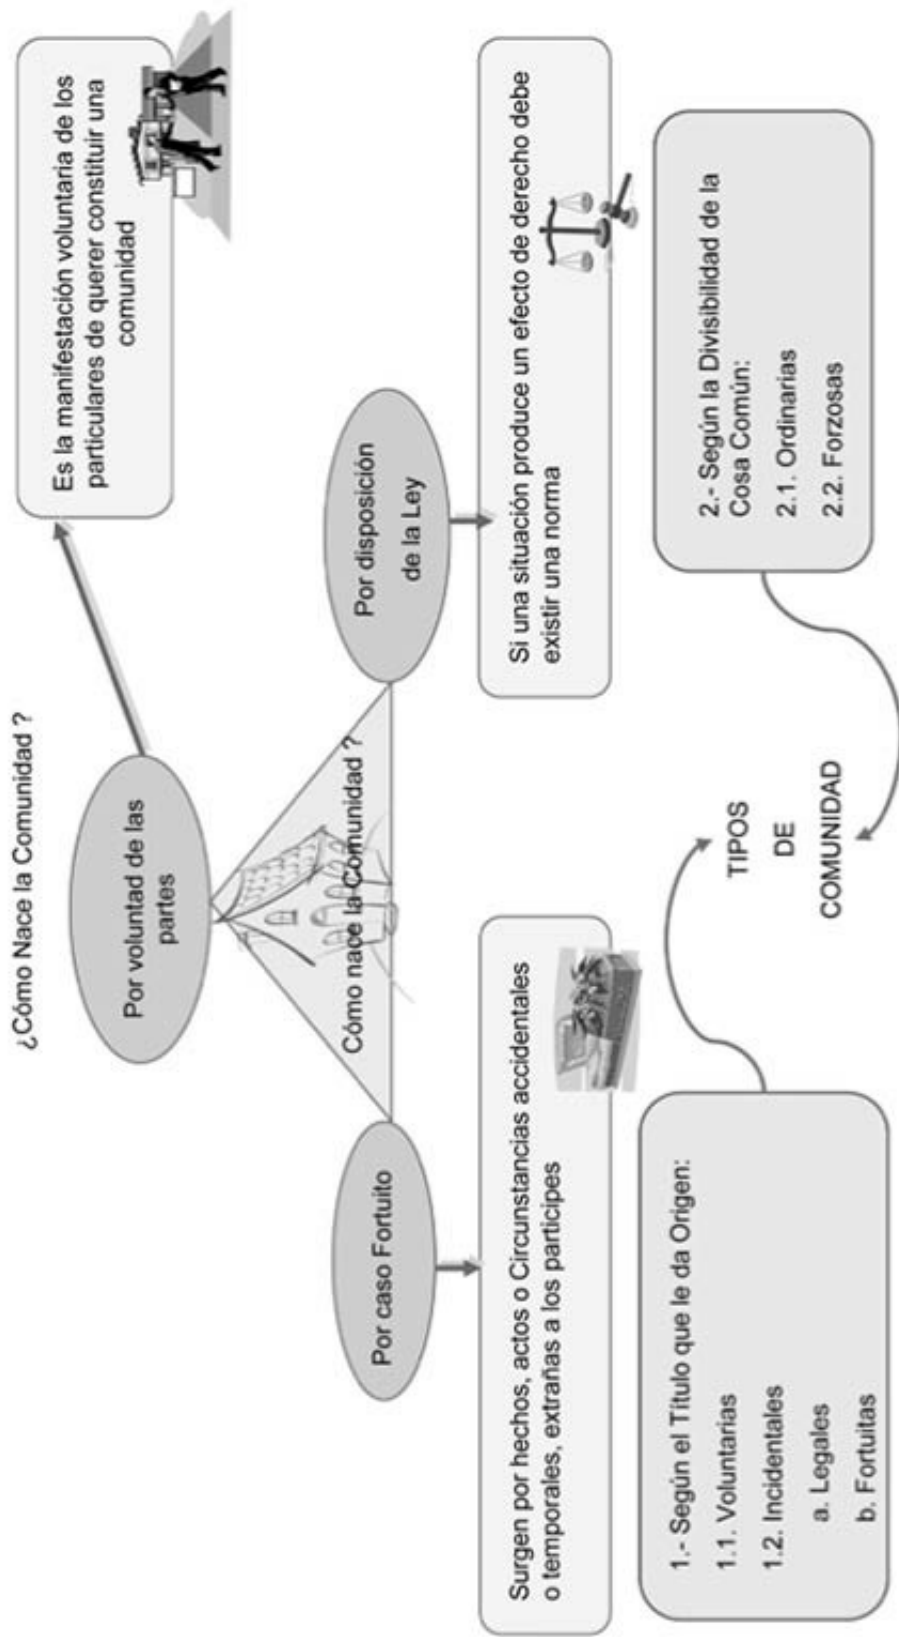 ¿Cómo Nace la Comunidad ?
Por voluntad de las
partes
Es la manifestación voluntaria de los
particulares de querer constituir una
comunidad
Cómo nace la Comunidad ?
Por caso Fortuito
Por disposición
de la Ley
Surgen por hechos, actos o Circunstancias accidentales
o temporales, extrañas a los participes
Si una situación produce un efecto de derecho debe
existir una norma
1.- Según el Título que le da Origen:
1.1. Voluntarias
1.2. Incidentales
a. Legales
b. Fortuitas
TIPOS
DE
COMUNIDAD
2.- Según la Divisibilidad de la
Cosa Común:
2.1. Ordinarias
2.2. Forzosas